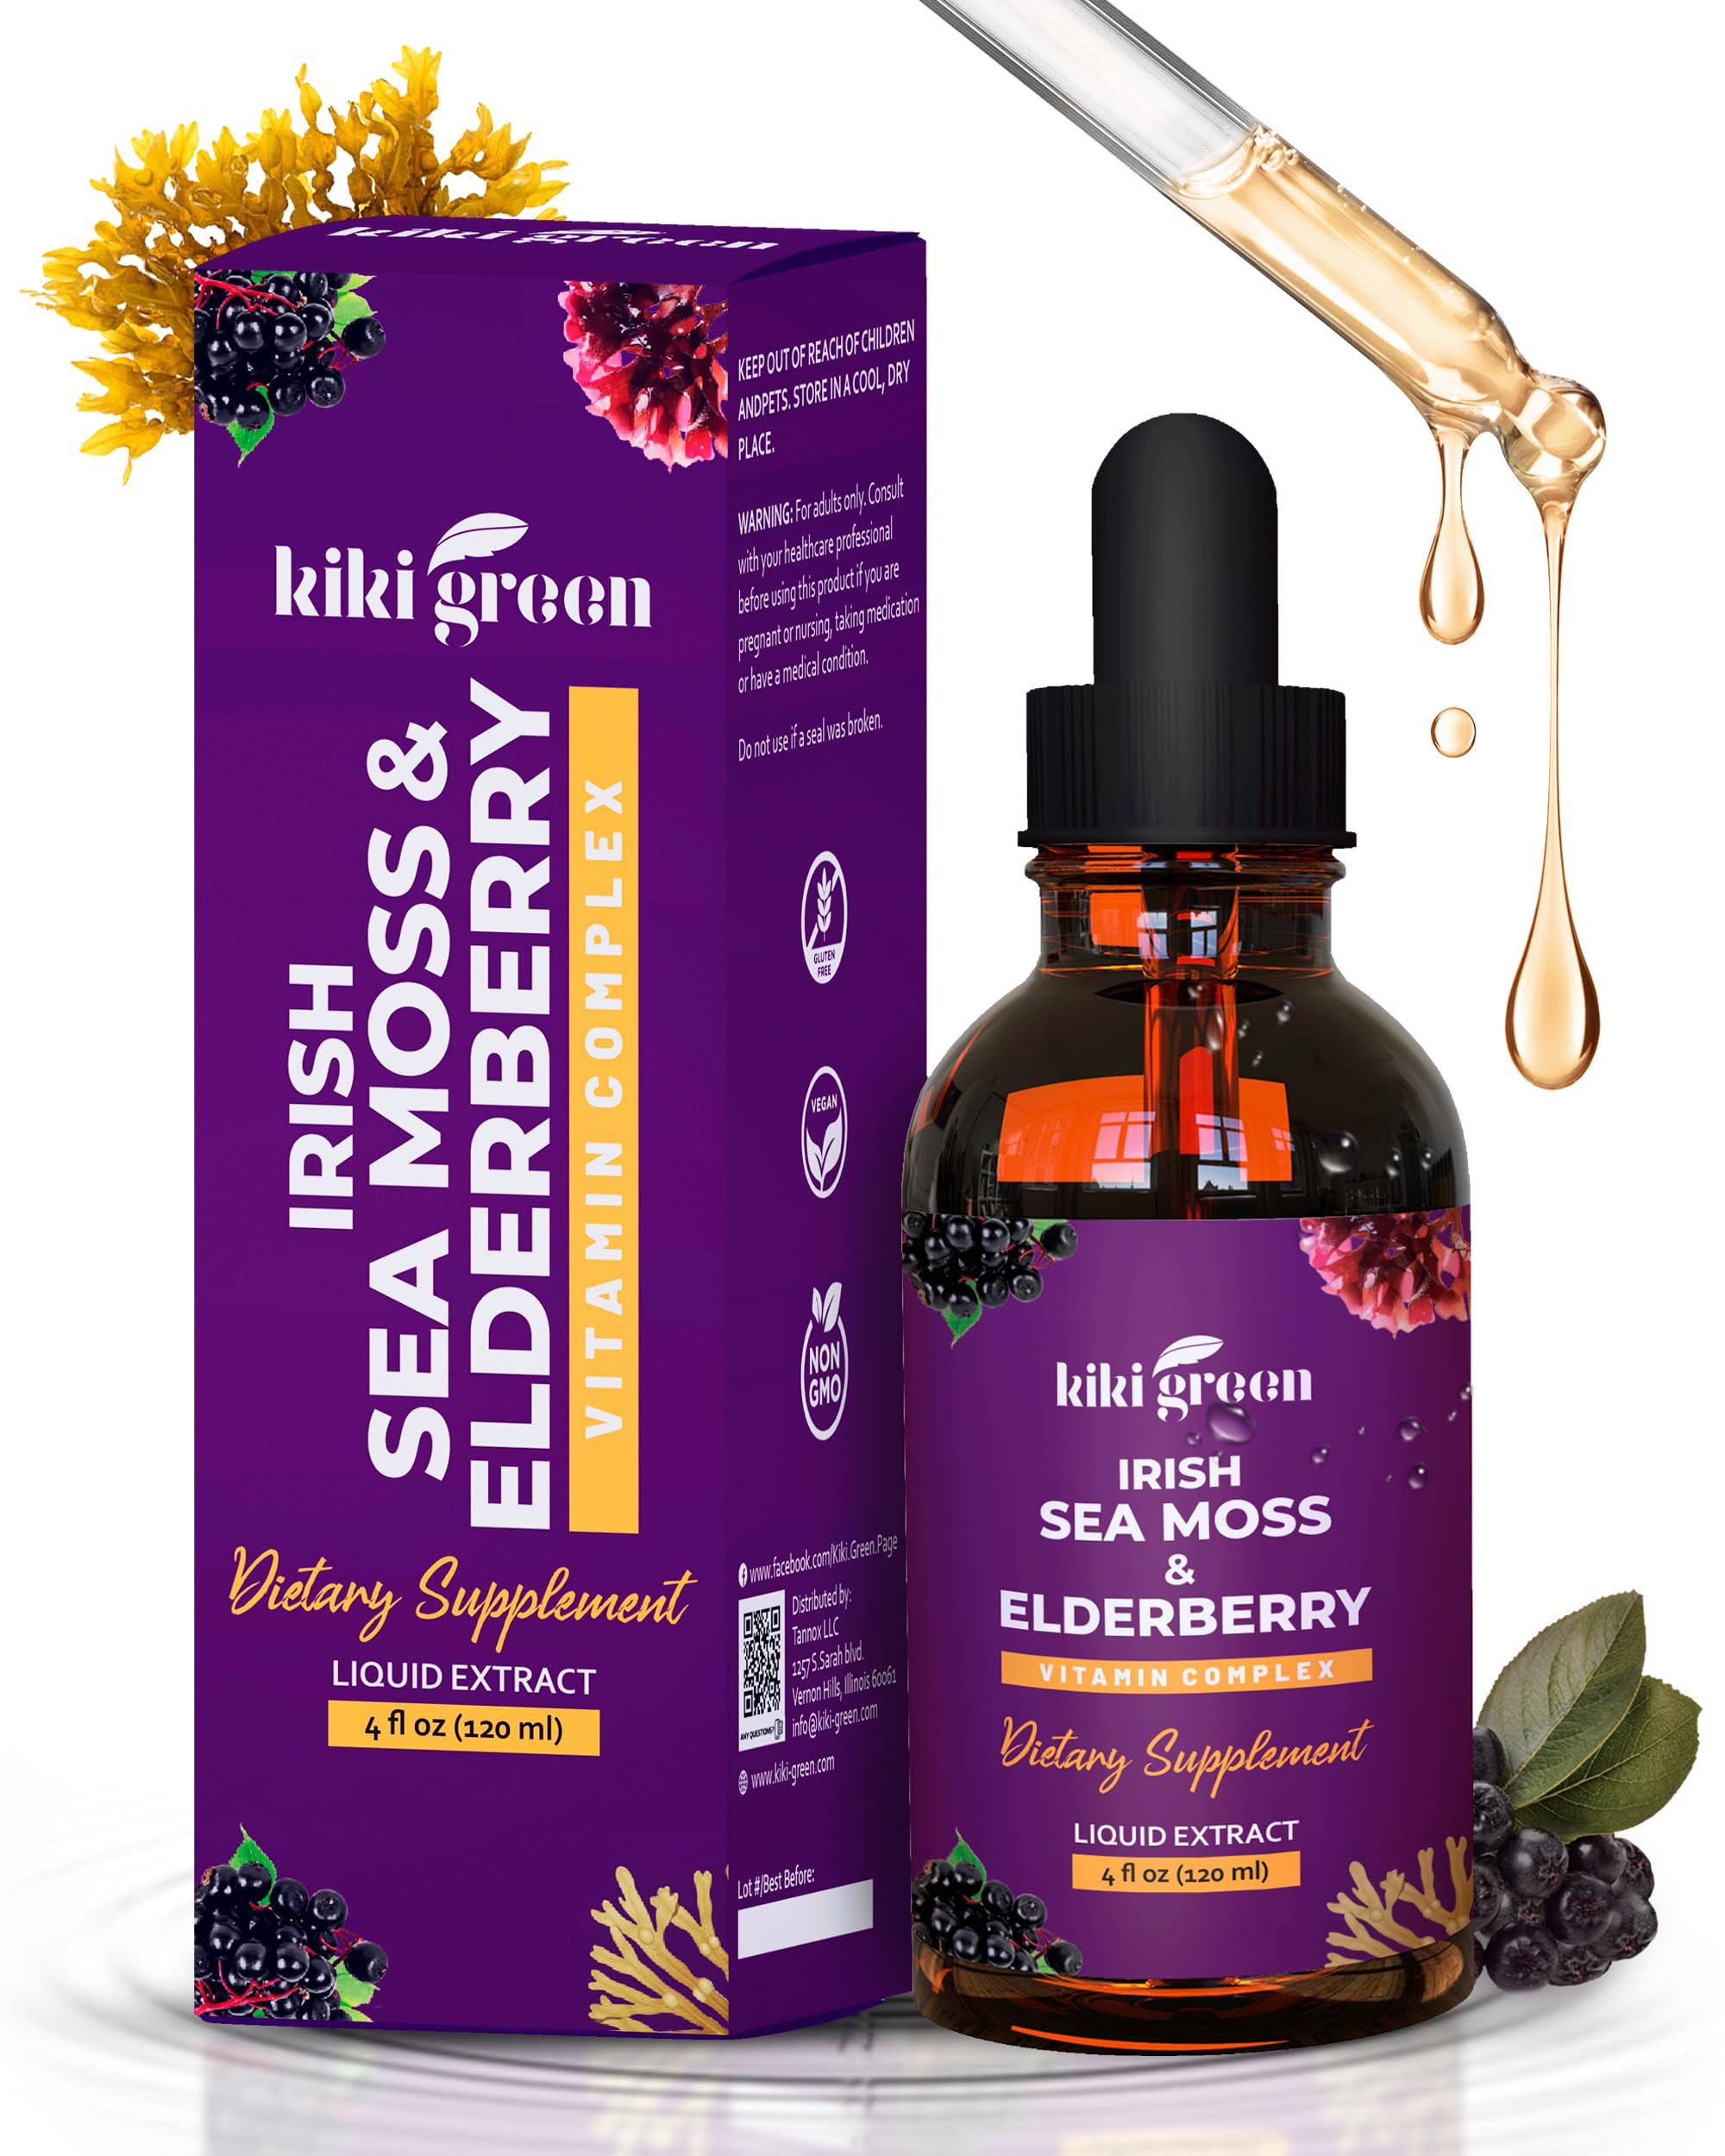 kiki green
kiki green
IRISH
SEA MOSS &
ELDERBERRY
VITAMIN COMPLEX
Dietary Supplement
LIQUID EXTRACT
4 fl oz (120 ml)
KEEP OUT OF REACH OF CHILDREN
ANDPETS. STORE IN A COOL, DRY
PLACE.
WARNING: For adults only. Consult
with your healthcare professional
before using this product if you are
pregnant or nursing, taking medication
or have a medical condition.
Do not use if a seal was broken.
GLUTEN
FREE
VEGAN
NON
GMO
www.facebook.com/Kiki.Green.Page
Distributed by:
Tannox LLC
1257 S.Sarah blvd.
Vernon Hills, Illinois 60061
info@kiki-green.com
ANY QUESTIONS?
www.kiki-green.com
Lot #/Best Before:
kiki green
IRISH
SEA MOSS
&
ELDERBERRY
VITAMIN COMPLEX
Dietary Supplement
LIQUID EXTRACT
4 fl oz (120 ml)